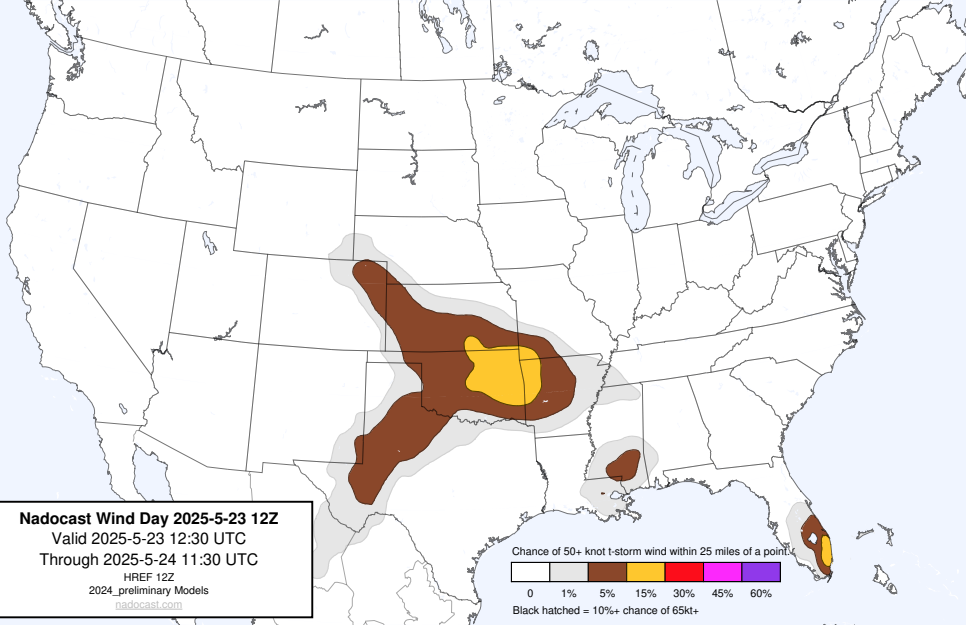 Nadocast Wind Day 2025-5-23 12Z
Valid 2025-5-23 12:30 UTC
Through 2025-5-24 11:30 UTC
HREF 12Z
2024_preliminary Models
nadocast.com
Chance of 50+ knot t-storm wind within 25 miles of a point.
0 1% 5% 15% 30% 45% 60%
Black hatched = 10%+ chance of 65kt+